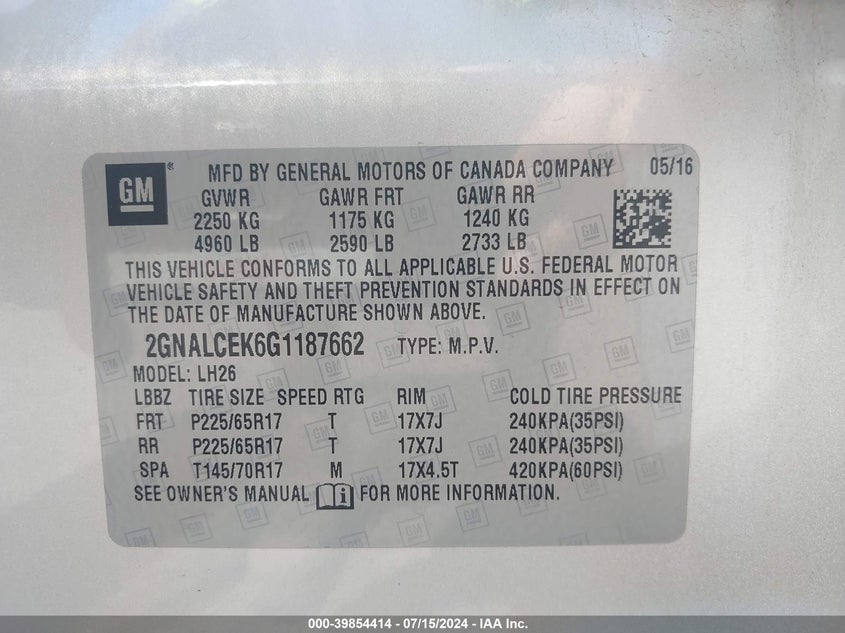 GM ® MFD BY GENERAL MOTORS OF CANADA COMPANY 05/16
GVWR GAWR FRT GAWR RR
2250 KG 1175 KG 1240 KG
4960 LB 2590 LB 2733 LB
THIS VEHICLE CONFORMS TO ALL APPLICABLE U.S. FEDERAL MOTOR
VEHICLE SAFETY AND THEFT PREVENTION STANDARDS IN EFFECT ON
THE DATE OF MANUFACTURE SHOWN ABOVE.
2GNALCEK6G1187662 TYPE: M.P.V.
MODEL: LH26
LBBZ TIRE SIZE SPEED RTG RIM COLD TIRE PRESSURE
FRT P225/65R17 T 17X7J 240KPA(35PSI)
RR P225/65R17 T 17X7J 240KPA(35PSI)
SPA T145/70R17 M 17X4.5T 420KPA(60PSI)
SEE OWNER'S MANUAL i FOR MORE INFORMATION.
000-39854414 - 07/15/2024 - IAA Inc.